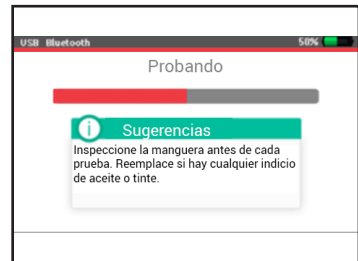 USB Bluetooth 50%
Probando
Sugerencias
Inspeccione la manguera antes de cada
prueba. Reemplace si hay cualquier indicio
de aceite o tinte.